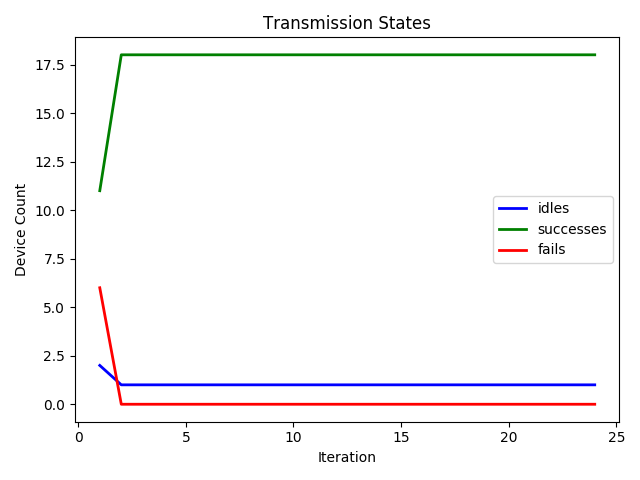 Transmission States
Device Count
17.5
15.0
12.5
10.0
7.5
5.0
2.5
0.0
idles
successes
fails
0 5 10 15 20 25
Iteration